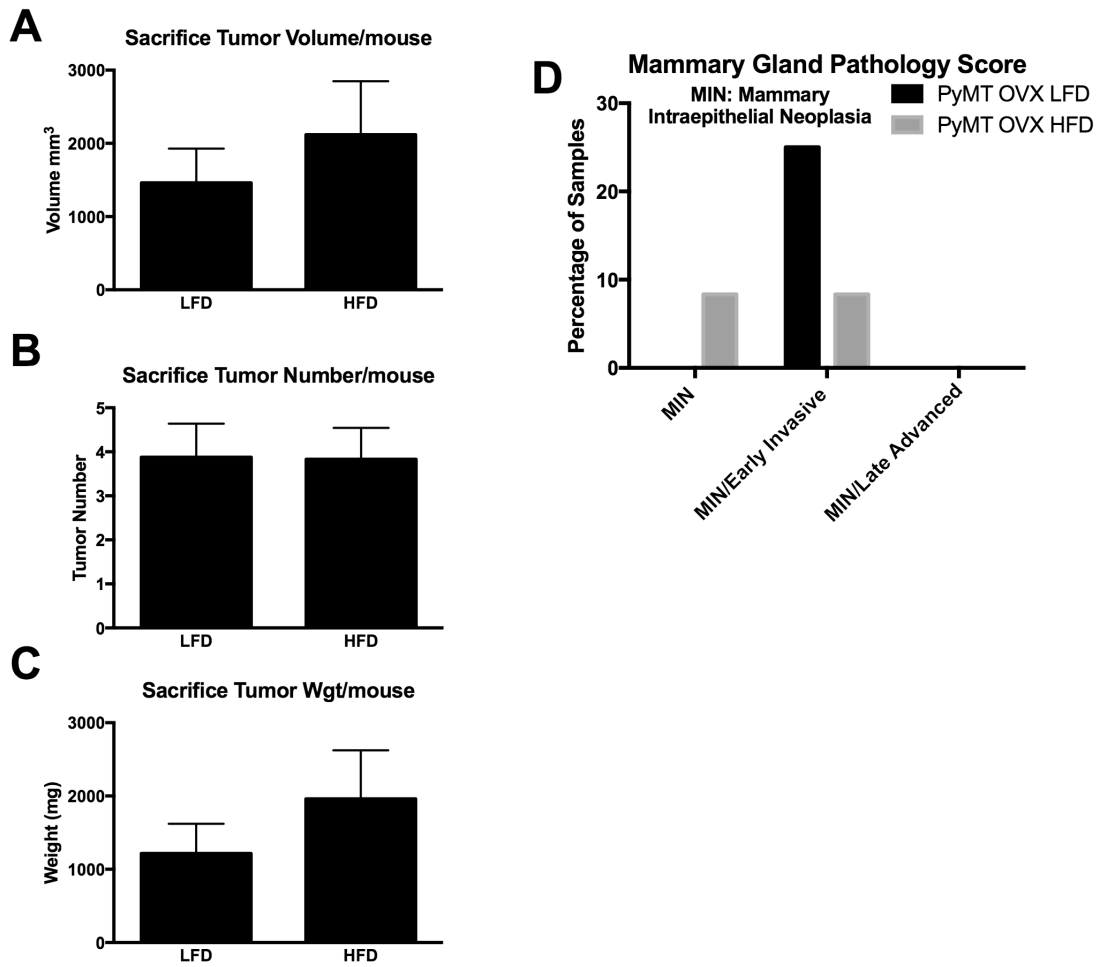 A
Sacrifice Tumor Volume/mouse
3000
2000
1000
0
Volume mm³
LFD
HFD
B
Sacrifice Tumor Number/mouse
5
4
3
2
1
0
Tumor Number
LFD
HFD
C
Sacrifice Tumor Wgt/mouse
3000
2000
1000
0
Weight (mg)
LFD
HFD
D
Mammary Gland Pathology Score
MIN: Mammary
Intraepithelial Neoplasia
PyMT OVX LFD
PyMT OVX HFD
30
20
10
0
Percentage of Samples
MIN
MIN/Early Invasive
MIN/Late Advanced